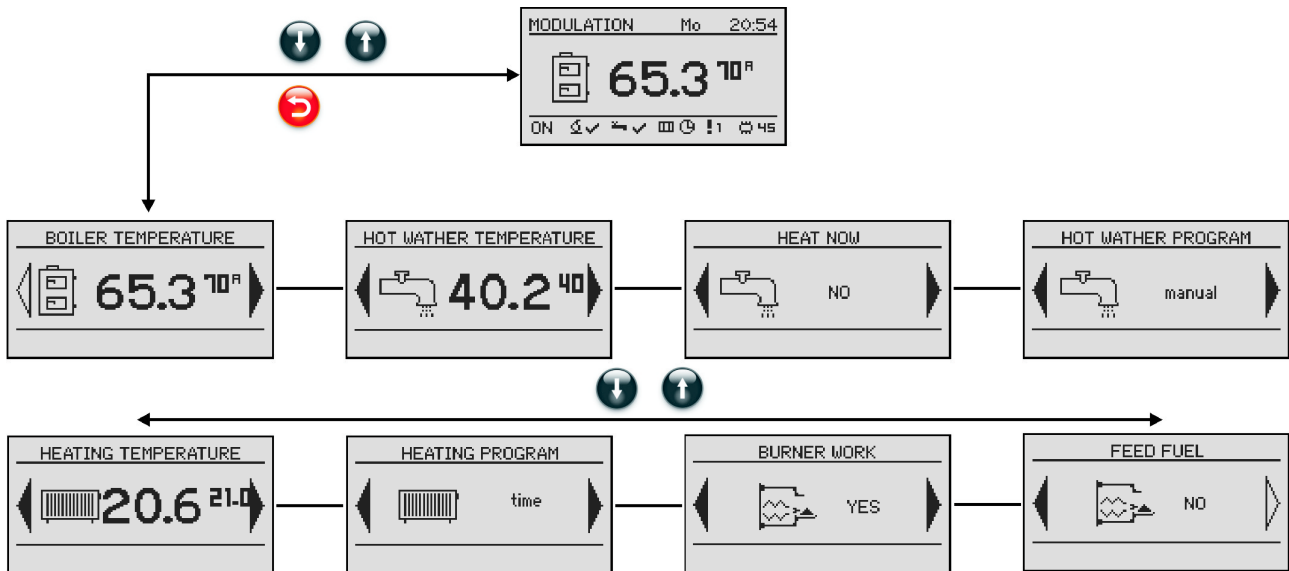 MODULATION Mo 20:54
65.3 70 A
ON 1 45
BOILER TEMPERATURE
65.3 70 A
HOT WATHER TEMPERATURE
40.2 40
HEAT NOW
NO
HOT WATHER PROGRAM
manual
HEATING TEMPERATURE
20.6 21.0
HEATING PROGRAM
time
BURNER WORK
YES
FEED FUEL
NO